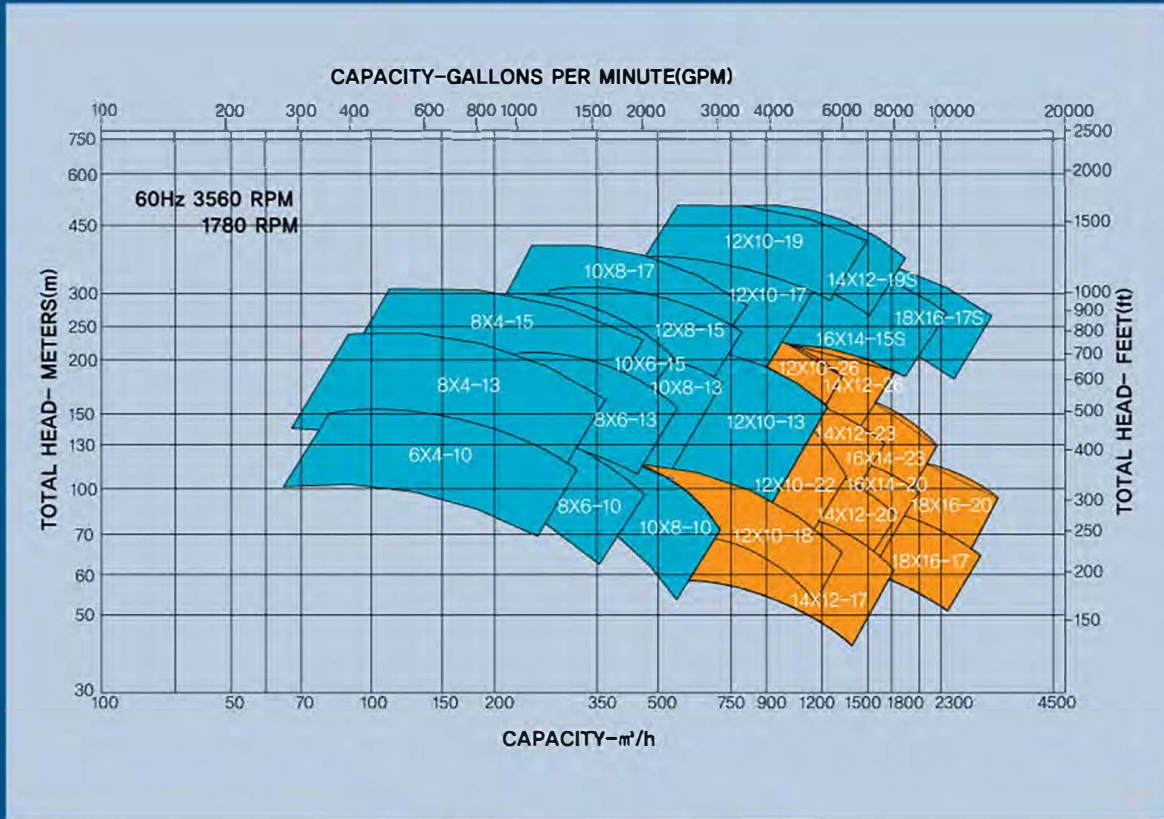 CAPACITY-GALLONS PER MINUTE(GPM)
100 200 300 400 600 800 1000 1500 2000 3000 4000 6000 8000 10000 20000
750 2500
600 2000
60Hz 3560 RPM
1780 RPM
450 1500
12X10-19
10X8-17
14X12-19S
300 12X10-17 1000
900
18X16-17S
8X4-15
250 12X8-15 800
16X14-15S
700
200 10X6-15 12X10-26
600
8X4-13 10X8-13 14X12-26
150 500
8X6-13 12X10-13
14X12-23
130 400
6X4-10 16X14-23
100 12X10-22 16X14-20
300
8X6-10 18X16-20
14X12-20
10X8-10
70 12X10-18 250
18X16-17
60 200
14X12-17
50 150
30
100 50 70 100 150 200 350 500 750 900 1200 1500 1800 2300 4500
CAPACITY-㎥/h
TOTAL HEAD- METERS(m)
TOTAL HEAD- FEET(ft)